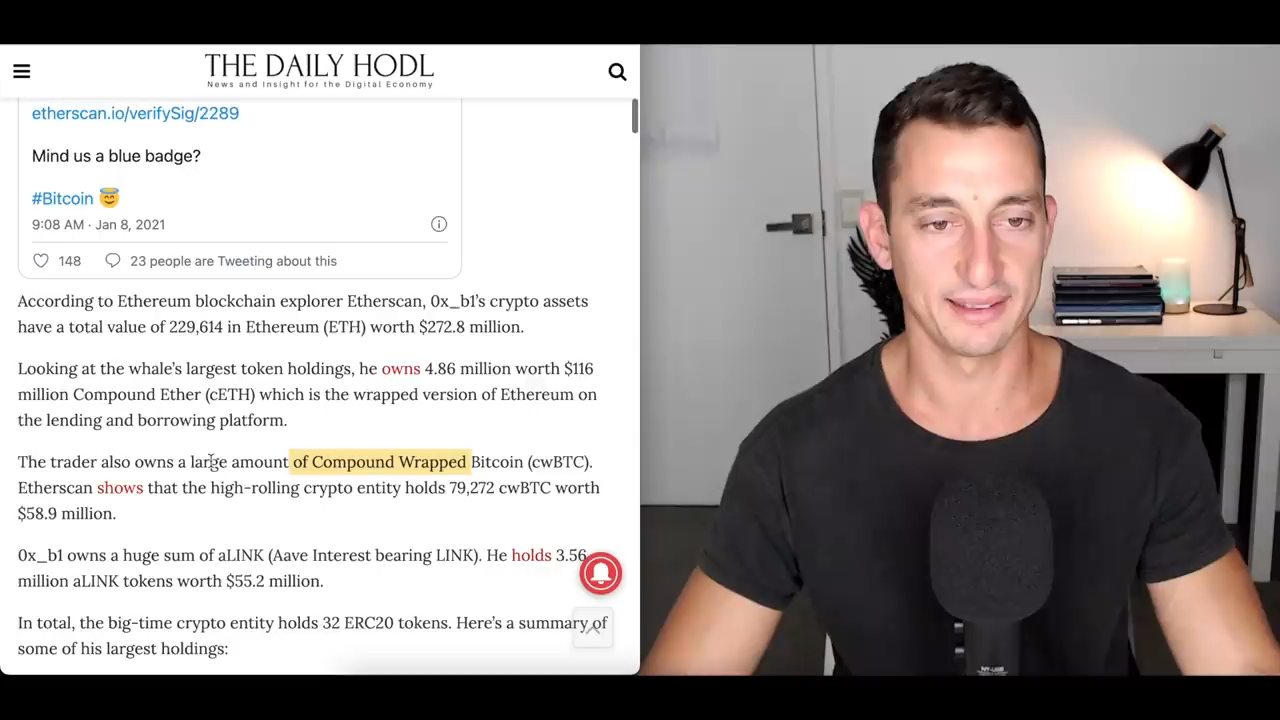 THE DAILY HODL
News and Insight for the Digital Economy
etherscan.io/verifySig/2289
Mind us a blue badge?
#Bitcoin 😇
9:08 AM · Jan 8, 2021
148 23 people are Tweeting about this
According to Ethereum blockchain explorer Etherscan, 0x_b1’s crypto assets
have a total value of 229,614 in Ethereum (ETH) worth $272.8 million.
Looking at the whale’s largest token holdings, he owns 4.86 million worth $116
million Compound Ether (cETH) which is the wrapped version of Ethereum on
the lending and borrowing platform.
The trader also owns a large amount of Compound Wrapped Bitcoin (cwBTC).
Etherscan shows that the high-rolling crypto entity holds 79,272 cwBTC worth
$58.9 million.
0x_b1 owns a huge sum of aLINK (Aave Interest bearing LINK). He holds 3.56
million aLINK tokens worth $55.2 million.
In total, the big-time crypto entity holds 32 ERC20 tokens. Here’s a summary of
some of his largest holdings: